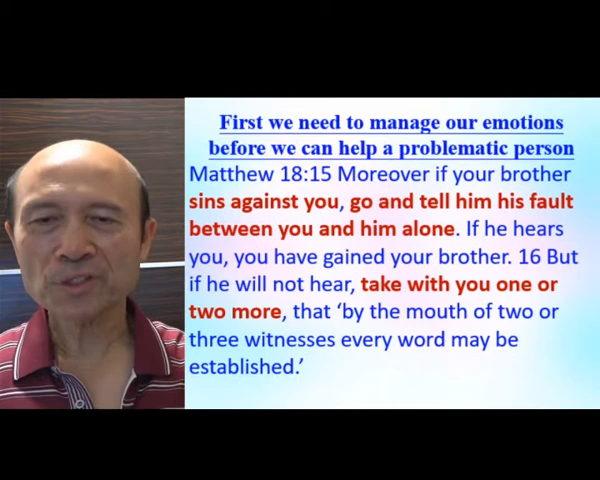 First we need to manage our emotions
before we can help a problematic person
Matthew 18:15 Moreover if your brother
sins against you, go and tell him his fault
between you and him alone. If he hears
you, you have gained your brother. 16 But
if he will not hear, take with you one or
two more, that ‘by the mouth of two or
three witnesses every word may be
established.’